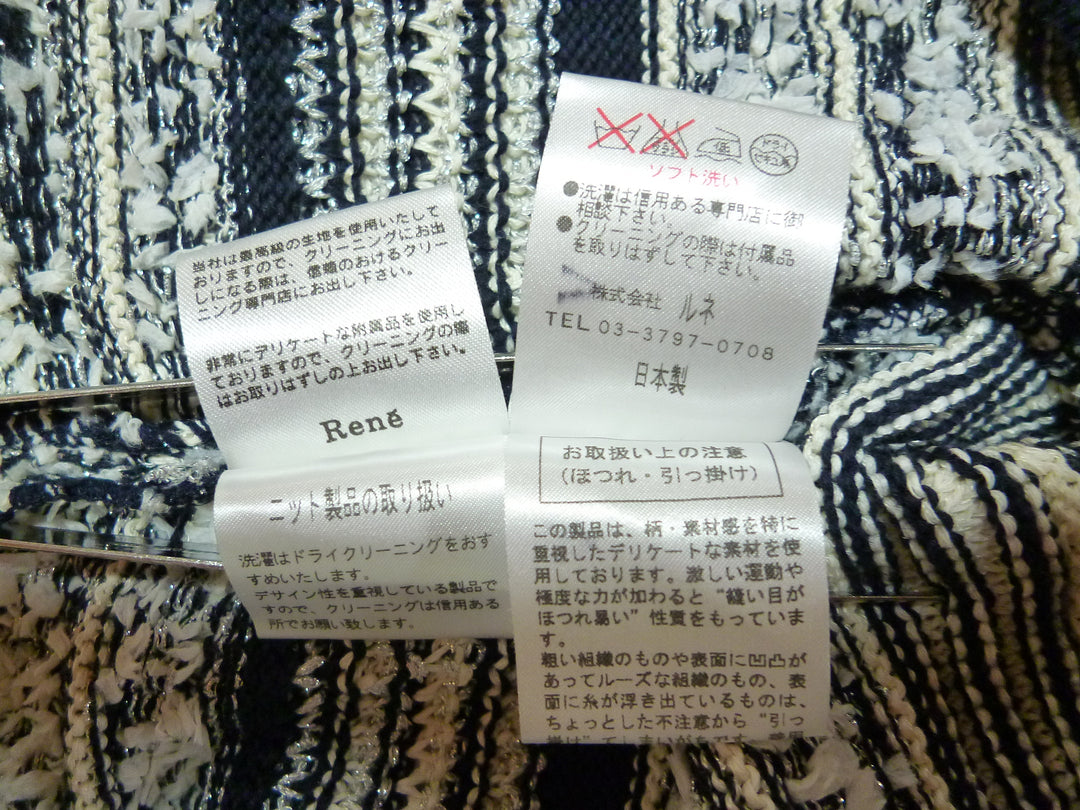 当社は最高級の生地を使用いたして
おりますので、クリーニングにお出
しになる際は、信頼のおけるクリー
ニング専門店にお出し下さい。
非常にデリケートな附属品を使用し
ておりますので、クリーニングの際
はお取りはずしの上お出し下さい。
René
ニット製品の取り扱い
洗濯はドライクリーニングをおす
すめいたします。
デザイン性を重視している製品で
すので、クリーニングは信用ある
所でお願い致します。
ドライ
セキユ系
ソフト洗い
●洗濯は信用ある専門店に御
相談下さい。
●クリーニングの際は付属品
を取りはずして下さい。
株式会社 ルネ
TEL 03-3797-0708
日本製
お取扱い上の注意
(ほつれ・引っ掛け)
この製品は、柄・素材感を特に
重視したデリケートな素材を使
用しております。激しい運動や
極度な力が加わると“縫い目が
ほつれ易い”性質をもっていま
す。
粗い組織のものや表面に凹凸が
あってルーズな組織のもの、表
面に糸が浮き出ているものは、
ちょっとした不注意から“引っ
掛け”てしまいがちです。